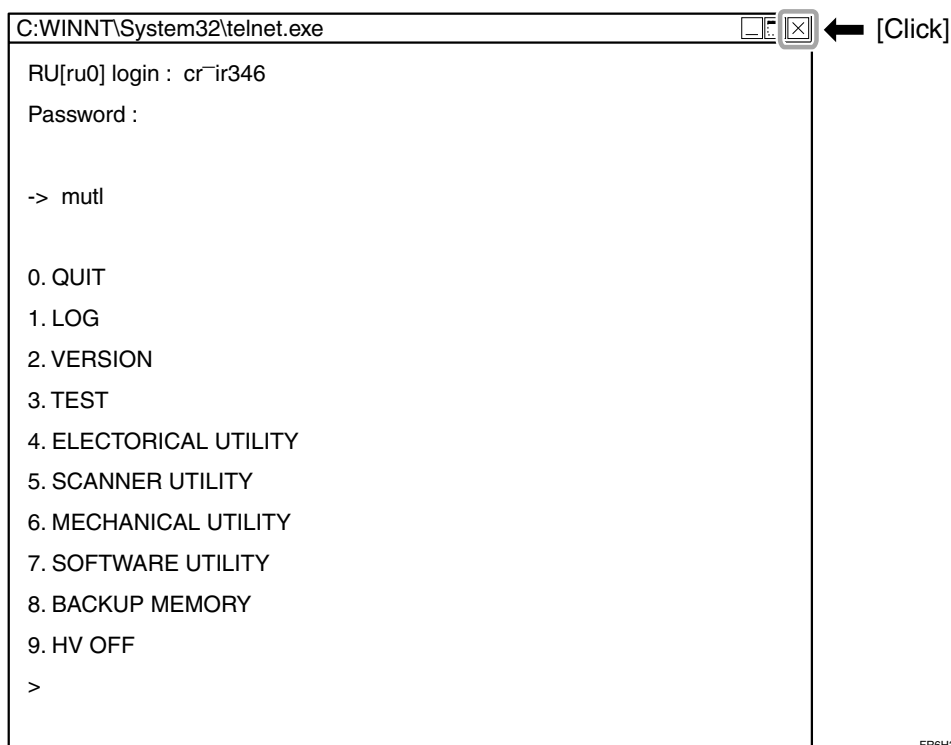 C:WINNT\System32\telnet.exe
[Click]
RU[ru0] login : cr¯ir346
Password :
-> mutl
0. QUIT
1. LOG
2. VERSION
3. TEST
4. ELECTORICAL UTILITY
5. SCANNER UTILITY
6. MECHANICAL UTILITY
7. SOFTWARE UTILITY
8. BACKUP MEMORY
9. HV OFF
>